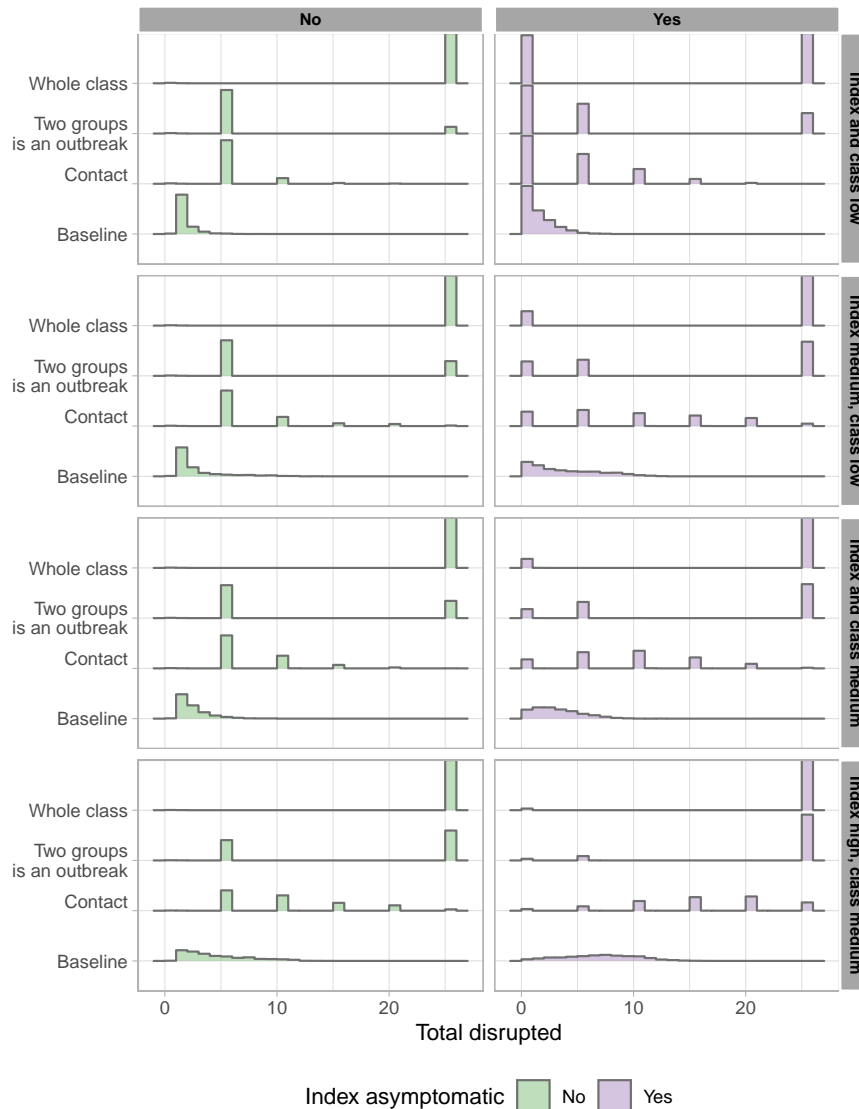 No
Yes
Whole class
Two groups
is an outbreak
Contact
Baseline
Index and class low
Whole class
Two groups
is an outbreak
Contact
Baseline
Index medium, class low
Whole class
Two groups
is an outbreak
Contact
Baseline
Index and class medium
Whole class
Two groups
is an outbreak
Contact
Baseline
Index high, class medium
0 10 20 0 10 20
Total disrupted
Index asymptomatic No Yes